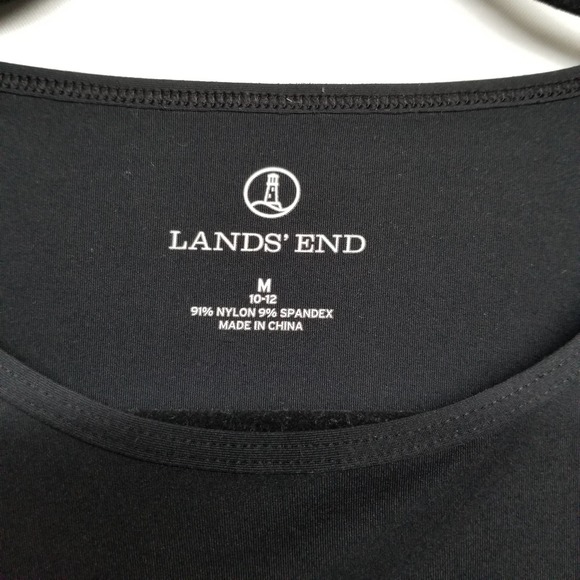 LANDS' END
M
10-12
91% NYLON 9% SPANDEX
MADE IN CHINA